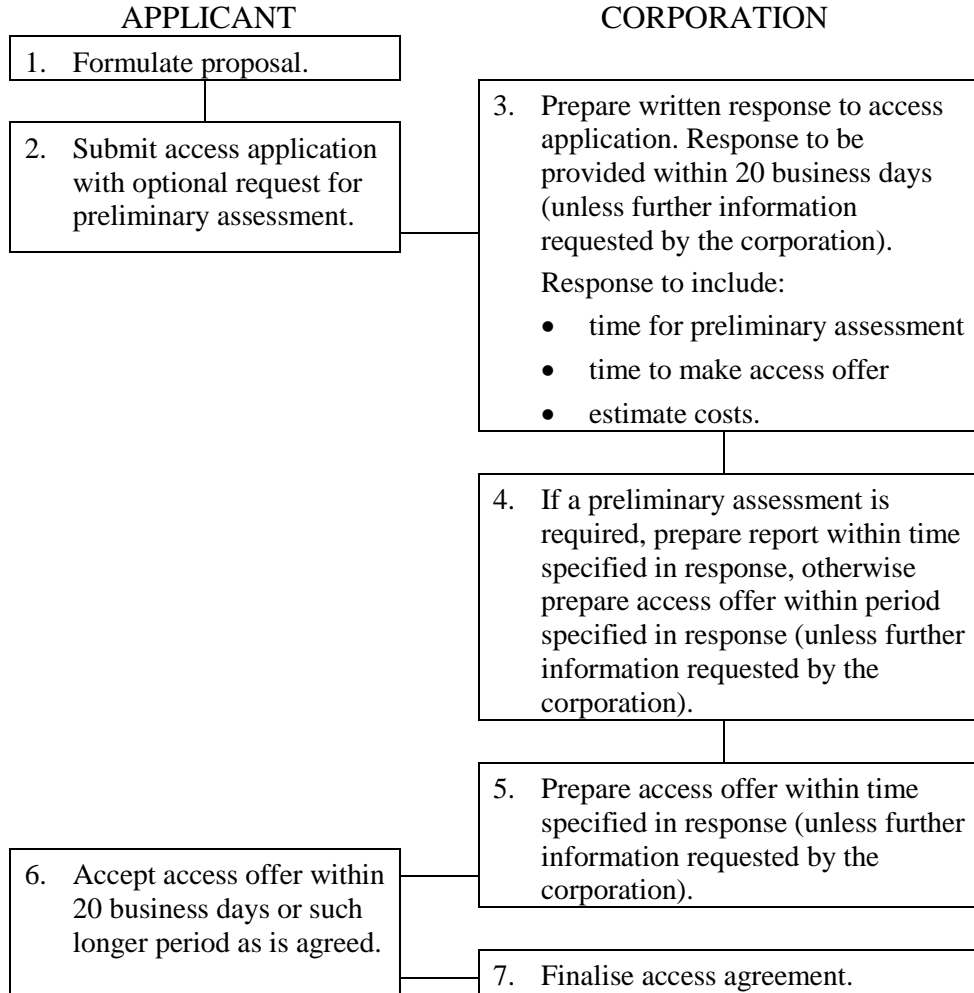 APPLICANT
CORPORATION
1. Formulate proposal.
2. Submit access application
with optional request for
preliminary assessment.
3. Prepare written response to access
application. Response to be
provided within 20 business days
(unless further information
requested by the corporation).
Response to include:
• time for preliminary assessment
• time to make access offer
• estimate costs.
4. If a preliminary assessment is
required, prepare report within time
specified in response, otherwise
prepare access offer within period
specified in response (unless further
information requested by the
corporation).
5. Prepare access offer within time
specified in response (unless further
information requested by the
corporation).
6. Accept access offer within
20 business days or such
longer period as is agreed.
7. Finalise access agreement.